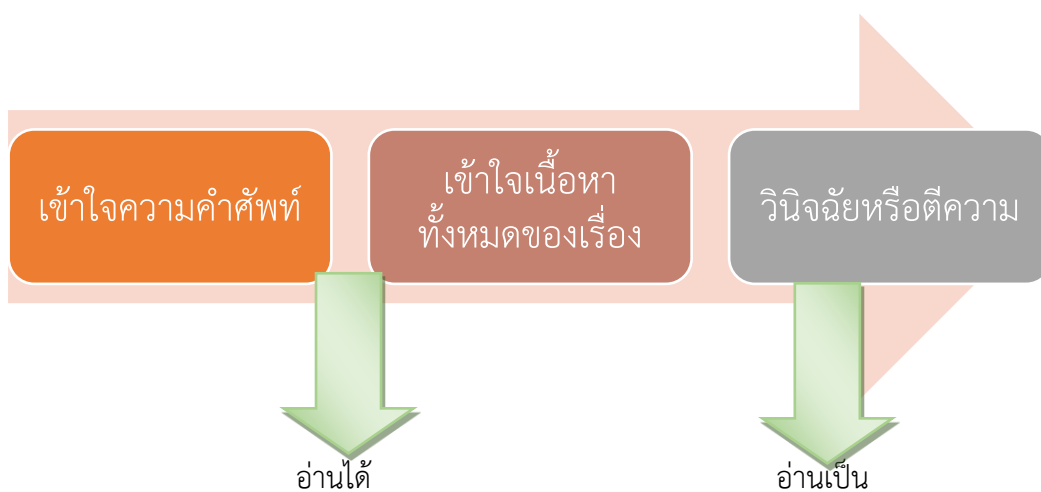 เข้าใจความคำศัพท์
เข้าใจเนื้อหา
ทั้งหมดของเรื่อง
วินิจฉัยหรือตีความ
อ่านได้
อ่านเป็น